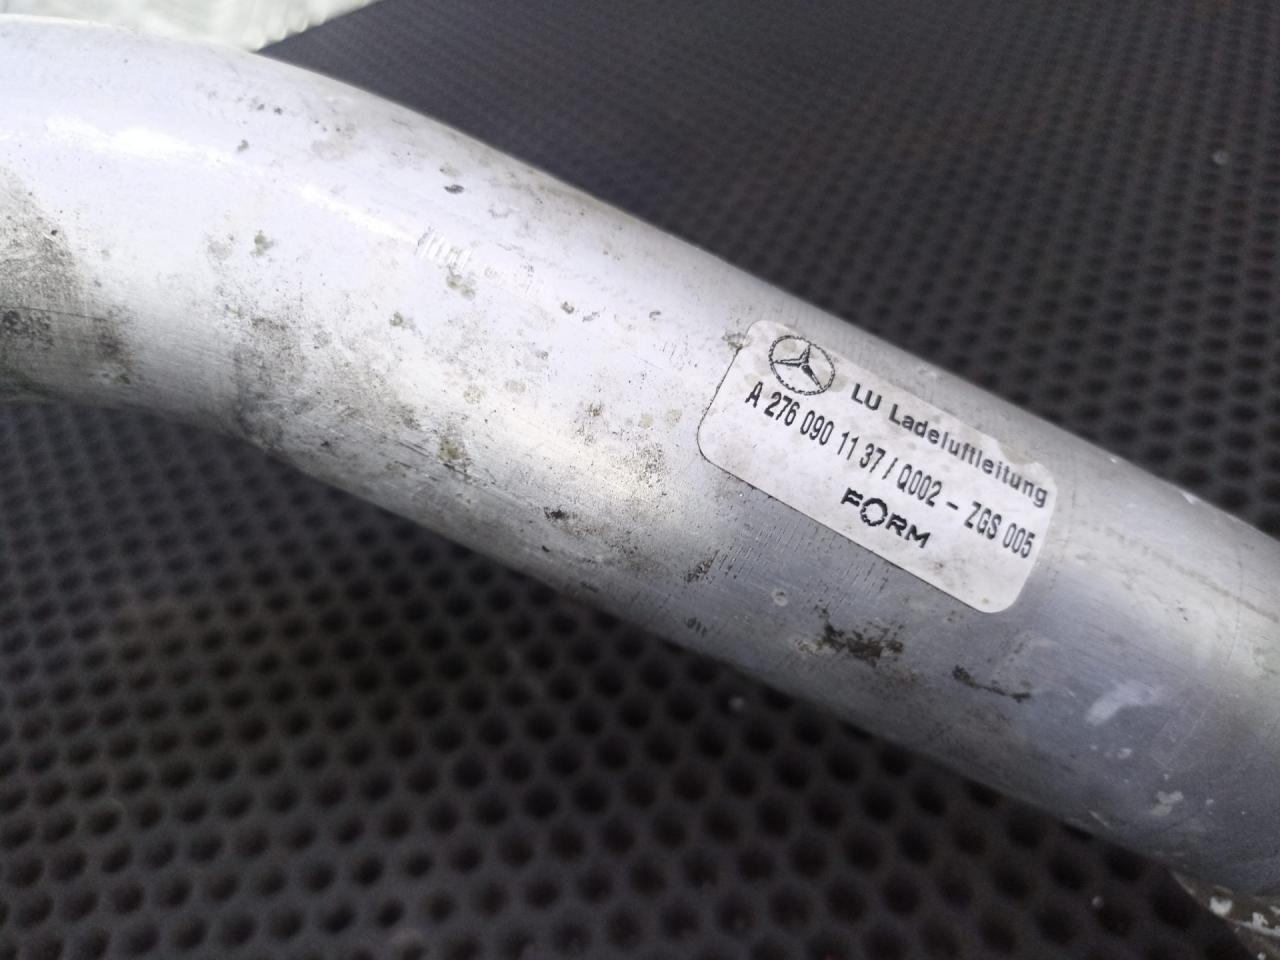 LU Ladeluftleitung
A 276 090 11 37 / Q002 - ZGS 005
FORM